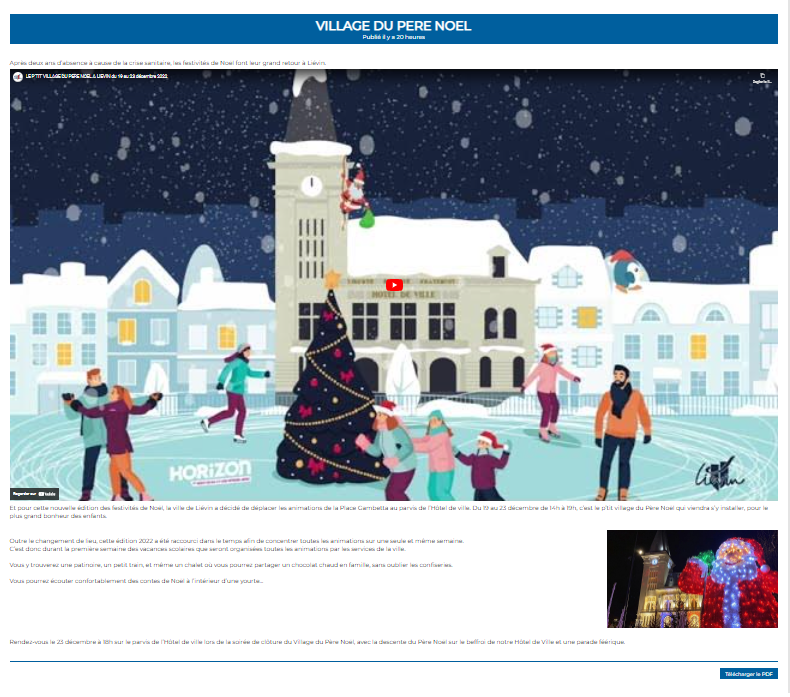 VILLAGE DU PERE NOEL
Publié il y a 20 heures
Après deux ans d'absence à cause de la crise sanitaire, les festivités de Noël font leur grand retour à Liévin.
LE P'TIT VILLAGE DU PERE NOEL A LIEVIN du 19 au 23 décembre 2022
HOTEL DE VILLE
HORIZON
Liévin
Regarder sur YouTube
Et pour cette nouvelle édition des festivités de Noël, la ville de Liévin a décidé de déplacer les animations de la Place Gambetta au parvis de l'Hôtel de ville. Du 19 au 23 décembre de 14h à 19h, c'est le p'tit village du Père Noël qui viendra s'y installer, pour le
plus grand bonheur des enfants.
Outre le changement de lieu, cette édition 2022 a été raccourci dans le temps afin de concentrer toutes les animations sur une seule et même semaine.
C'est donc durant la première semaine des vacances scolaires que seront organisées toutes les animations par les services de la ville.
Vous y trouverez une patinoire, un petit train, et même un chalet où vous pourrez partager un chocolat chaud en famille, sans oublier les confiseries.
Vous pourrez écouter confortablement des contes de Noël à l'intérieur d'une yourte...
Rendez-vous le 23 décembre à 18h sur le parvis de l'Hôtel de ville lors de la soirée de clôture du Village du Père Noël, avec la descente du Père Noël sur le beffroi de notre Hôtel de Ville et une parade féérique.
Télécharger le PDF